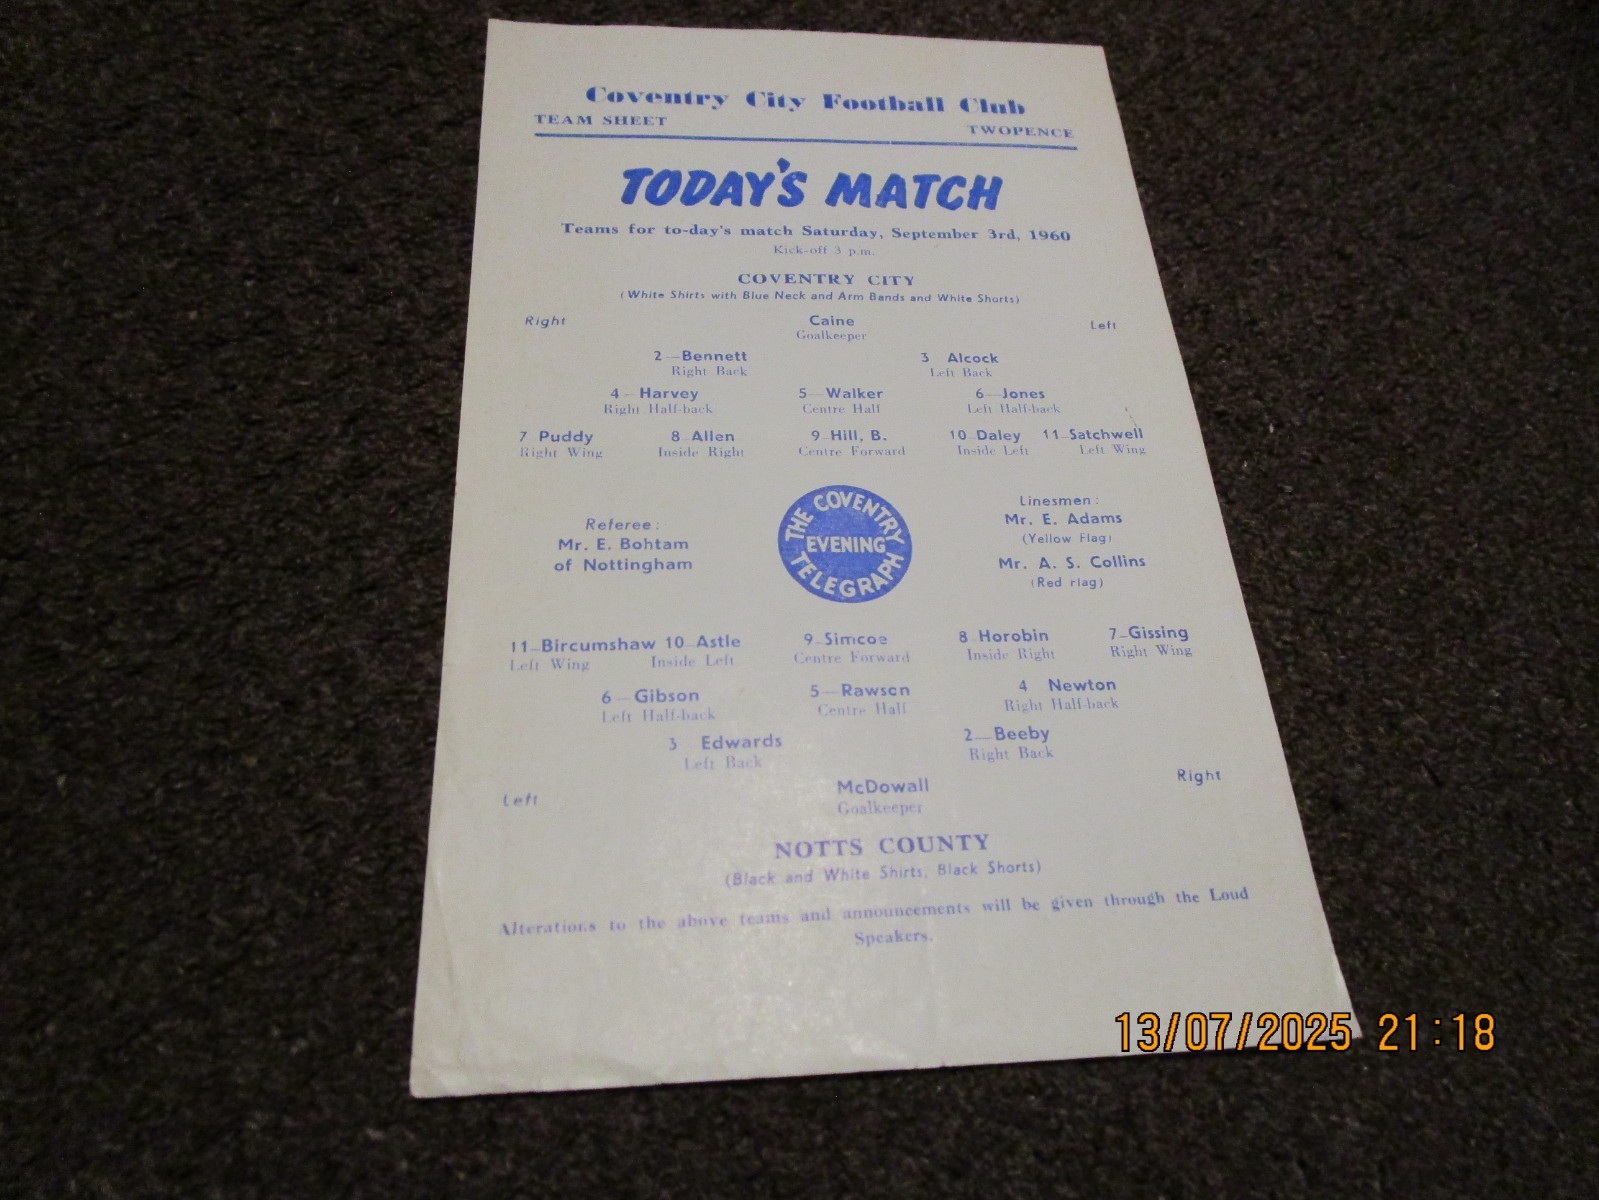 Coventry City Football Club
TEAM SHEET TWOPENCE
TODAY'S MATCH
Teams for to-day's match Saturday, September 3rd, 1960
Kick-off 3 p.m.
COVENTRY CITY
(White Shirts with Blue Neck and Arm Bands and White Shorts)
Right Caine Left
Goalkeeper
2—Bennett 3 Alcock
Right Back Left Back
4—Harvey 5—Walker 6—Jones
Right Half-back Centre Half Left Half-back
7 Puddy 8—Allen 9—Hill, B. 10—Daley 11—Satchwell
Right Wing Inside Right Centre Forward Inside Left Left Wing
Referee:
Mr. E. Bohtam
of Nottingham
THE COVENTRY
EVENING
TELEGRAPH
Linesmen:
Mr. E. Adams
(Yellow Flag)
Mr. A. S. Collins
(Red Flag)
11—Bircumshaw 10—Astle 9—Simcoe 8 Horobin 7—Gissing
Left Wing Inside Left Centre Forward Inside Right Right Wing
6—Gibson 5—Rawson 4 Newton
Left Half-back Centre Half Right Half-back
3 Edwards 2—Beeby
Left Back Right Back
Left McDowall Right
Goalkeeper
NOTTS COUNTY
(Black and White Shirts, Black Shorts)
Alterations to the above teams and announcements will be given through the Loud
Speakers.
13/07/2025 21:18